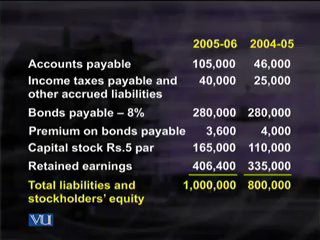 2005-06 2004-05
Accounts payable 105,000 46,000
Income taxes payable and 40,000 25,000
other accrued liabilities
Bonds payable – 8% 280,000 280,000
Premium on bonds payable 3,600 4,000
Capital stock Rs.5 par 165,000 110,000
Retained earnings 406,400 335,000
Total liabilities and 1,000,000 800,000
stockholders' equity
VU